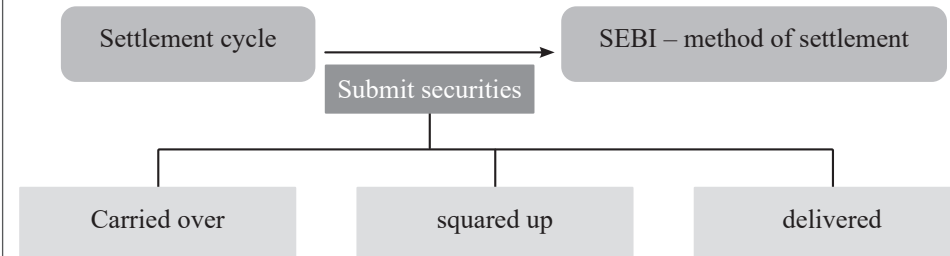 Settlement cycle
SEBI – method of settlement
Submit securities
Carried over
squared up
delivered